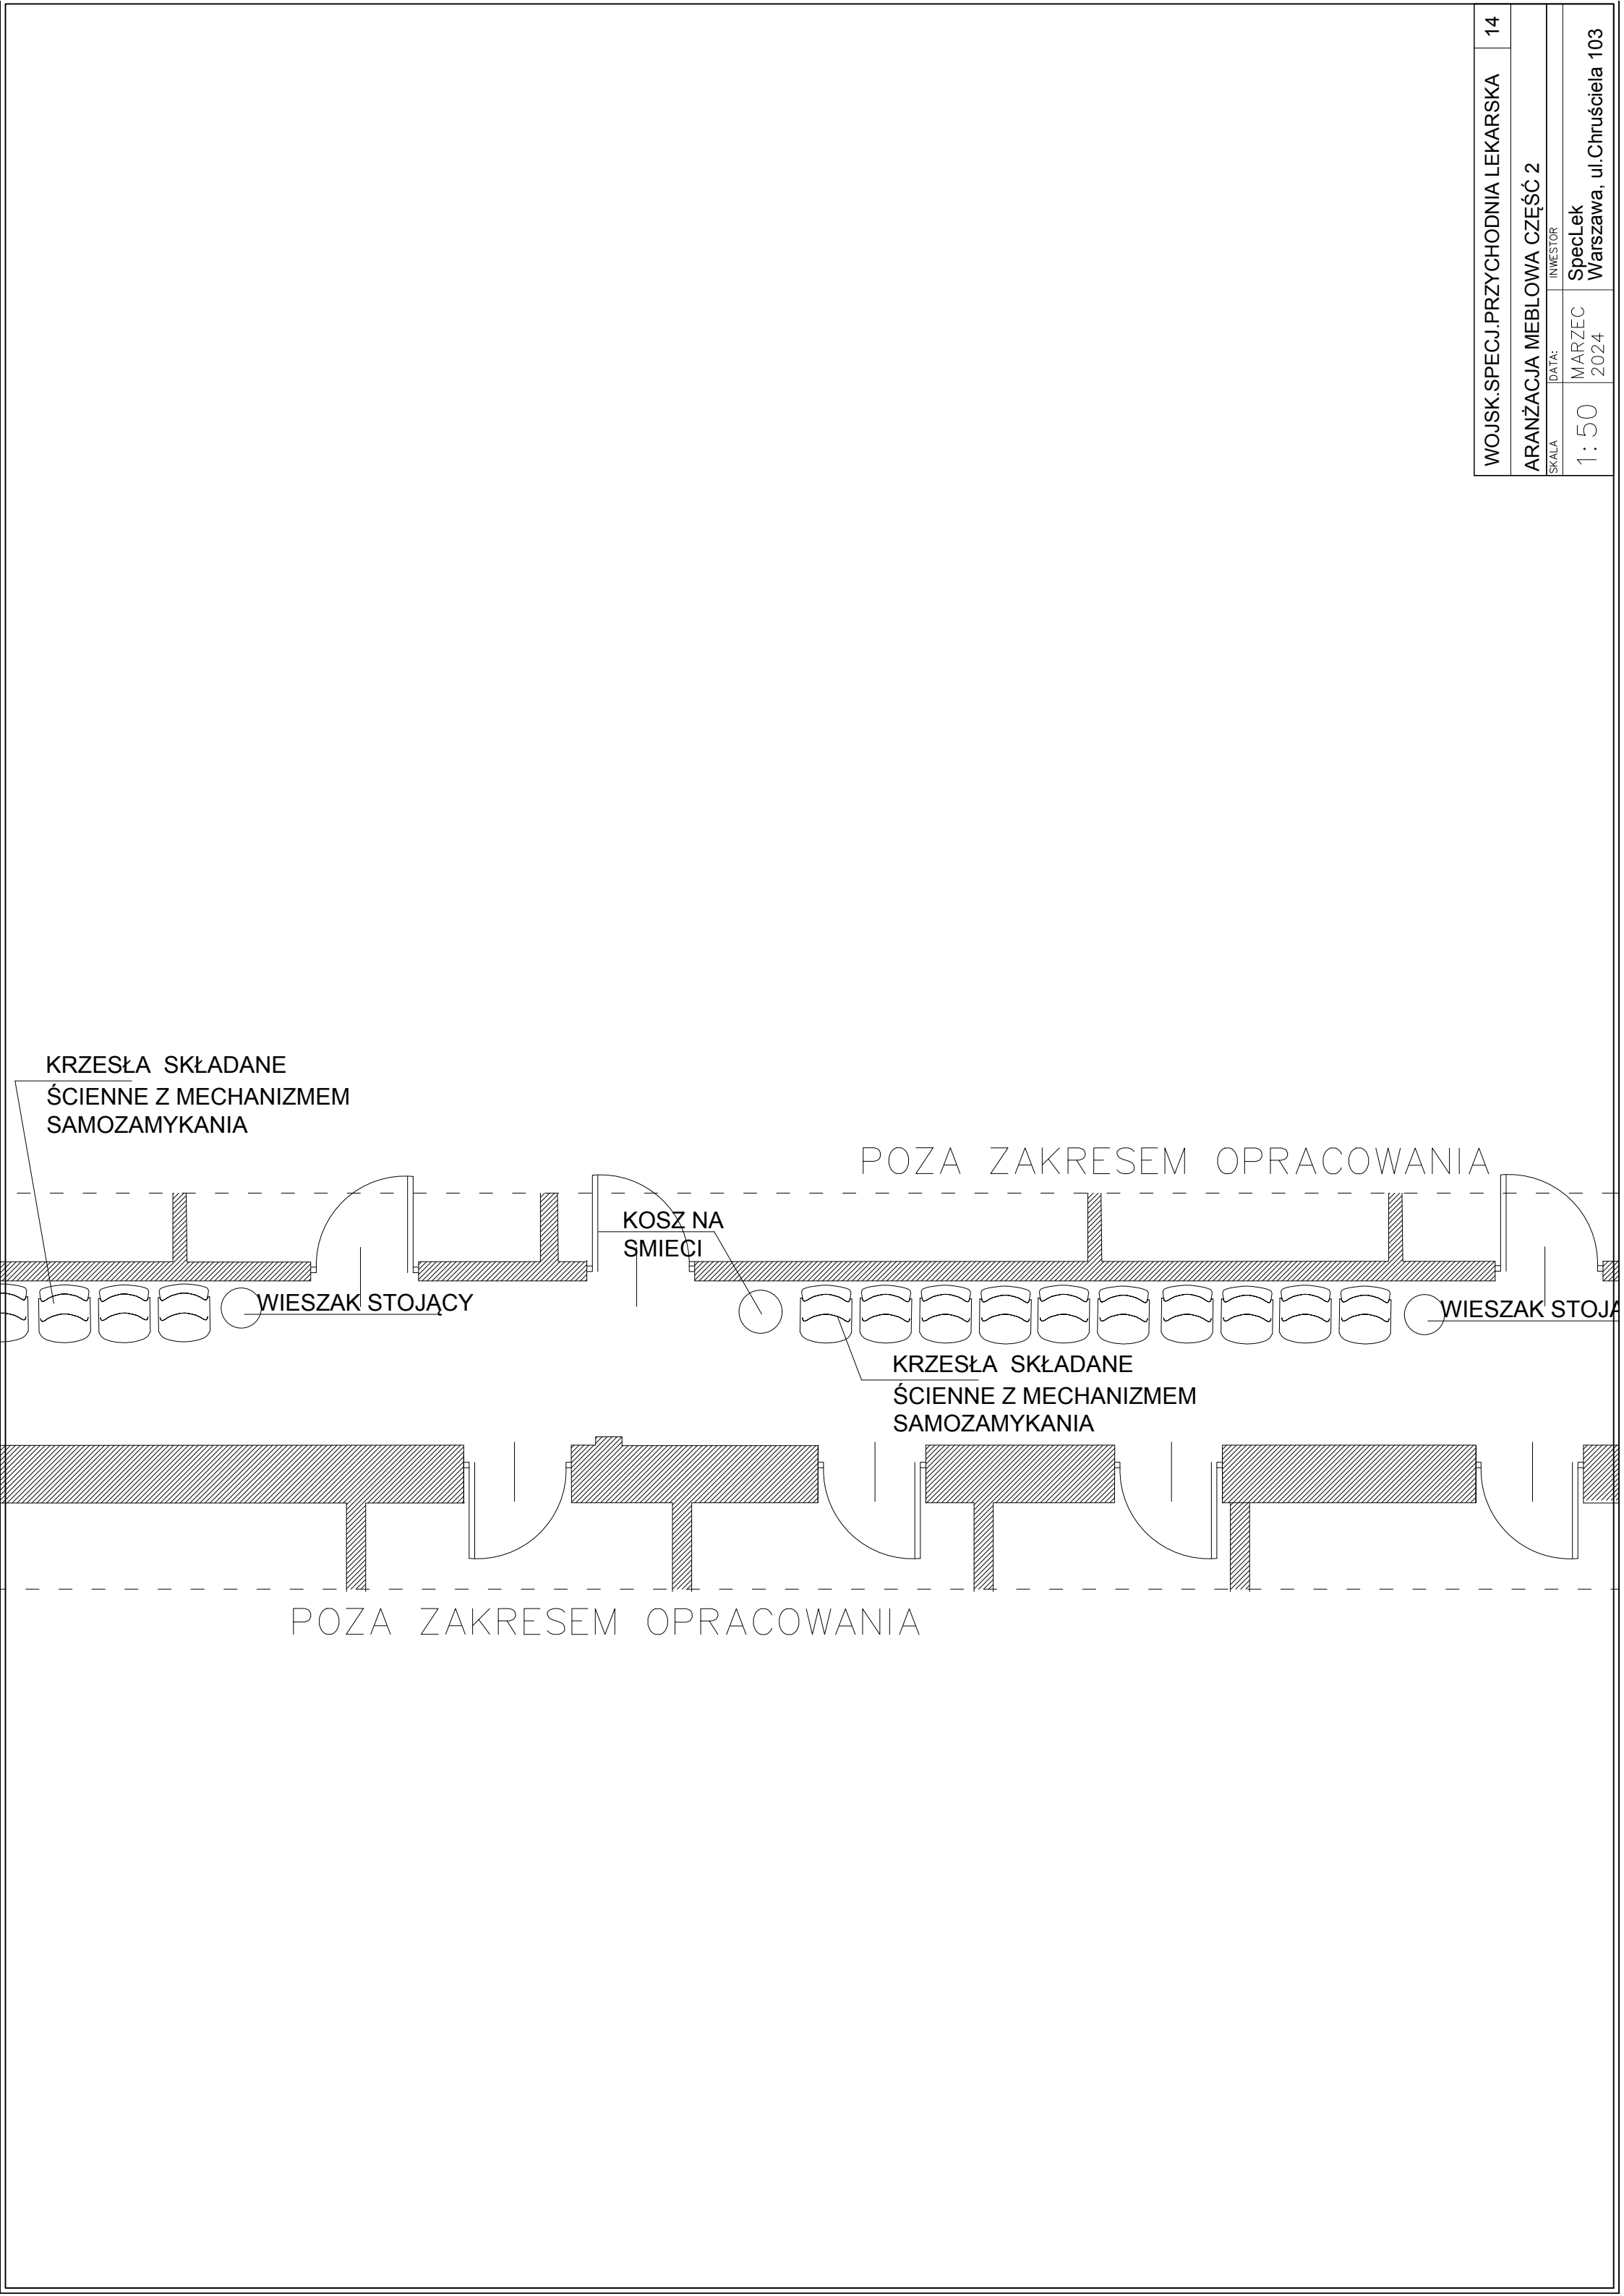 WOJSK.SPECJ.PRZYCHODNIA LEKARSKA 14
ARANŻACJA MEBLOWA CZĘŚĆ 2
SKALA DATA: INWESTOR
1:50 MARZEC 2024 SpecLek
Warszawa, ul.Chruściela 103
KRZESŁA SKŁADANE
ŚCIENNE Z MECHANIZMEM
SAMOZAMYKANIA
POZA ZAKRESEM OPRACOWANIA
KOSZ NA
SMIECI
WIESZAK STOJĄCY
WIESZAK STOJĄ
KRZESŁA SKŁADANE
ŚCIENNE Z MECHANIZMEM
SAMOZAMYKANIA
POZA ZAKRESEM OPRACOWANIA